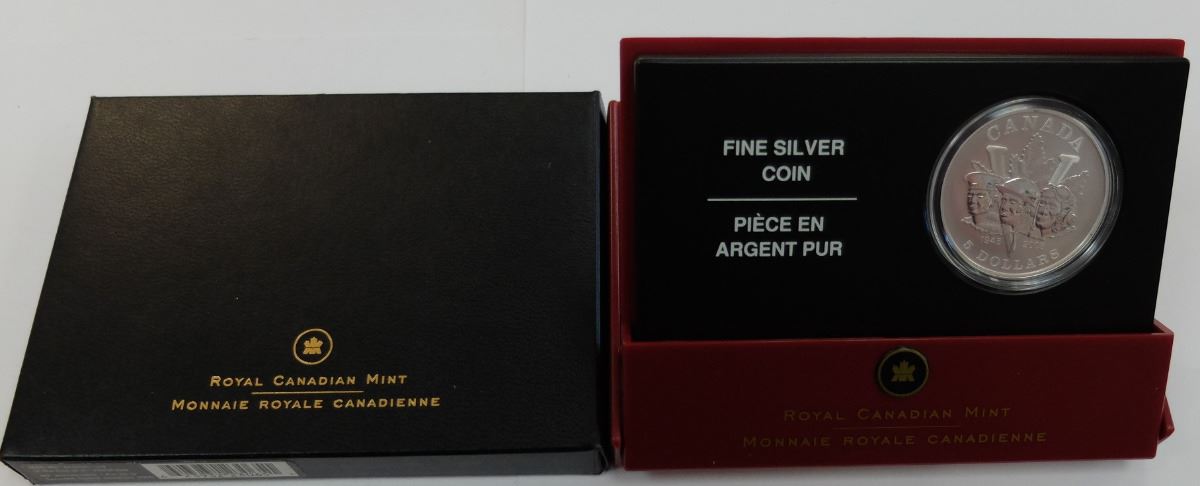 ROYAL CANADIAN MINT
MONNAIE ROYALE CANADIENNE
FINE SILVER
COIN
PIÈCE EN
ARGENT PUR
CANADA
1945
5 DOLLARS
ROYAL CANADIAN MINT
MONNAIE ROYALE CANADIENNE